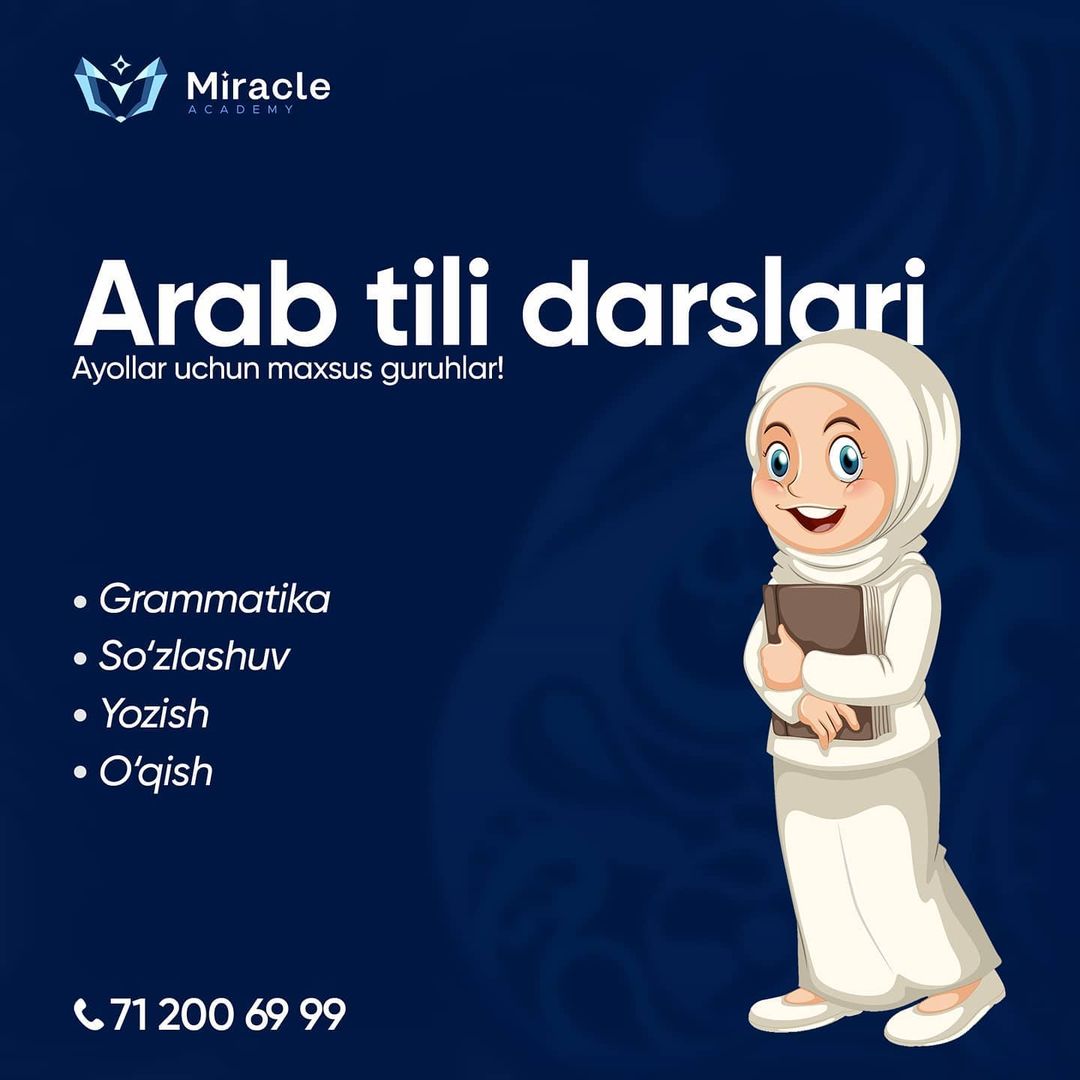 Miracle
ACADEMY
Arab tili darslari
Ayollar uchun maxsus guruhlar!
• Grammatika
• So‘zlashuv
• Yozish
• O‘qish
71 200 69 99